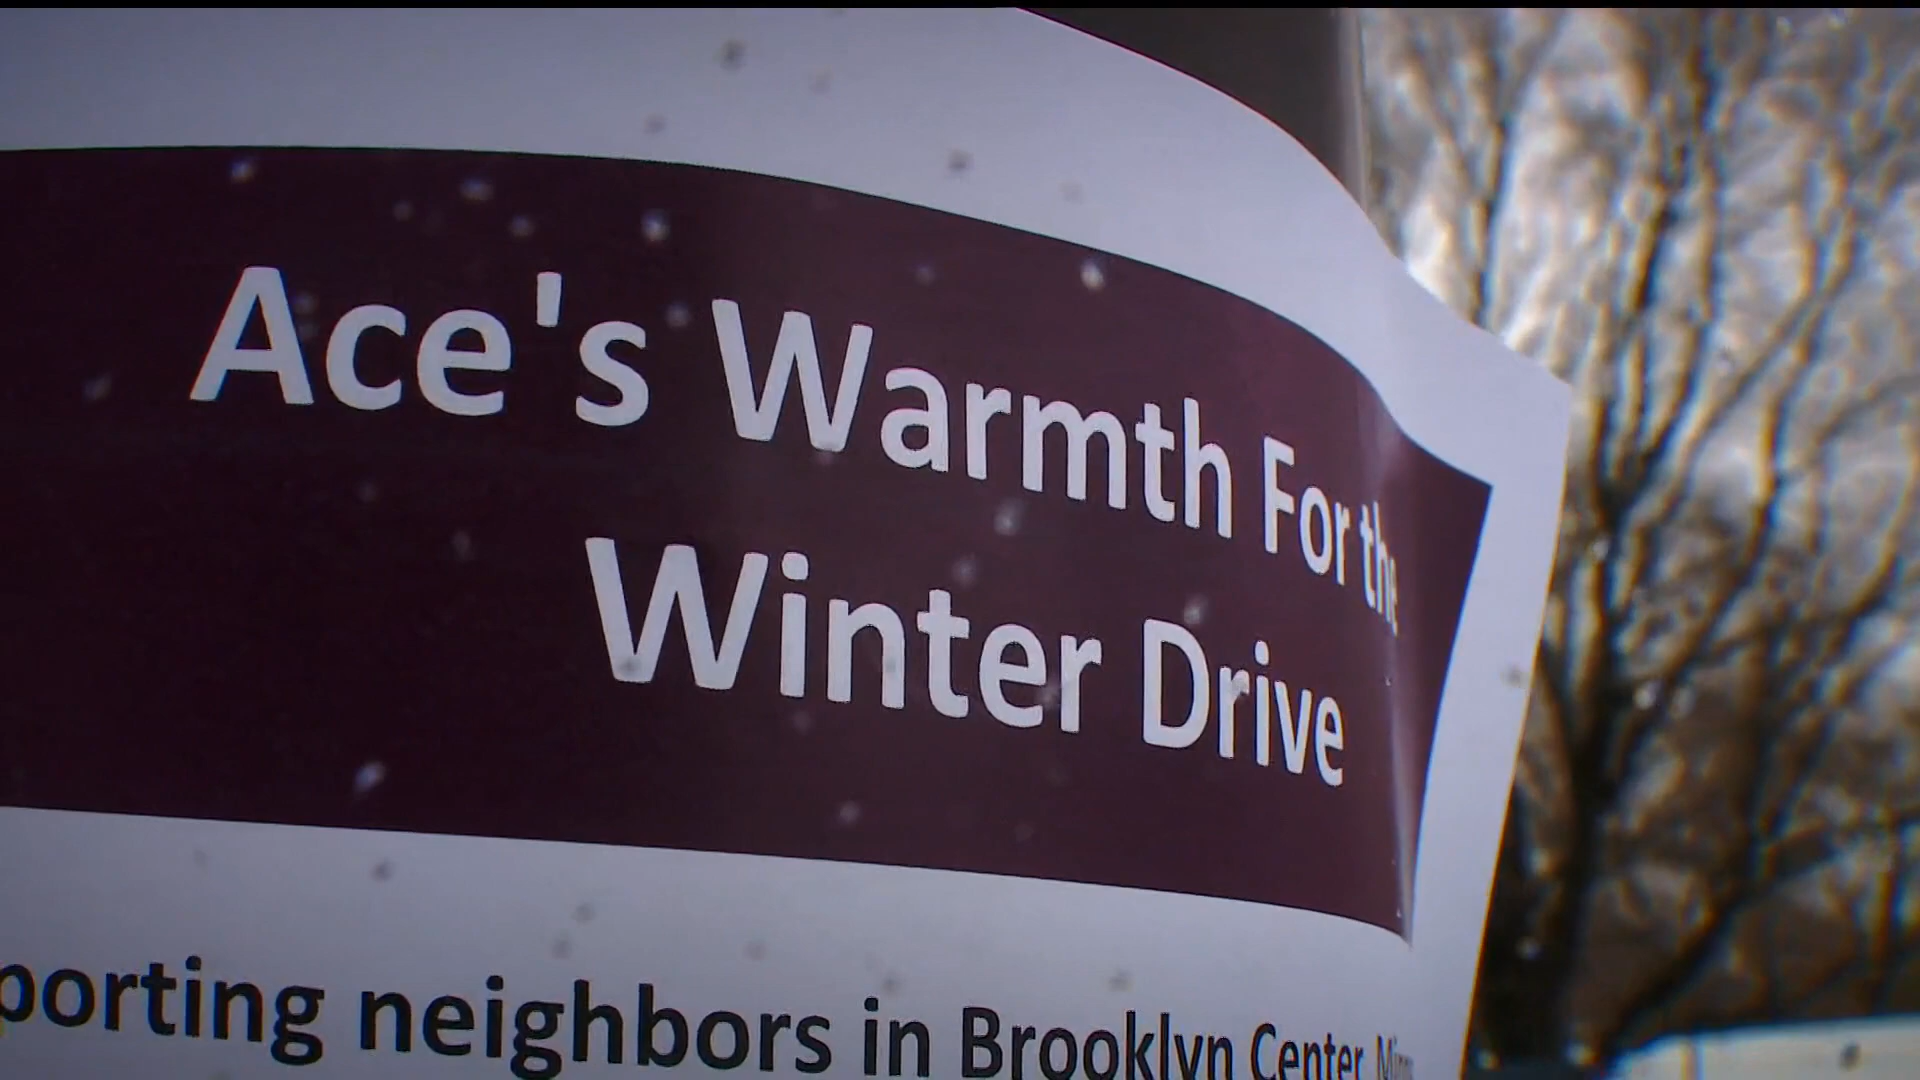 Ace's Warmth For the
Winter Drive
porting neighbors in Brooklyn Center